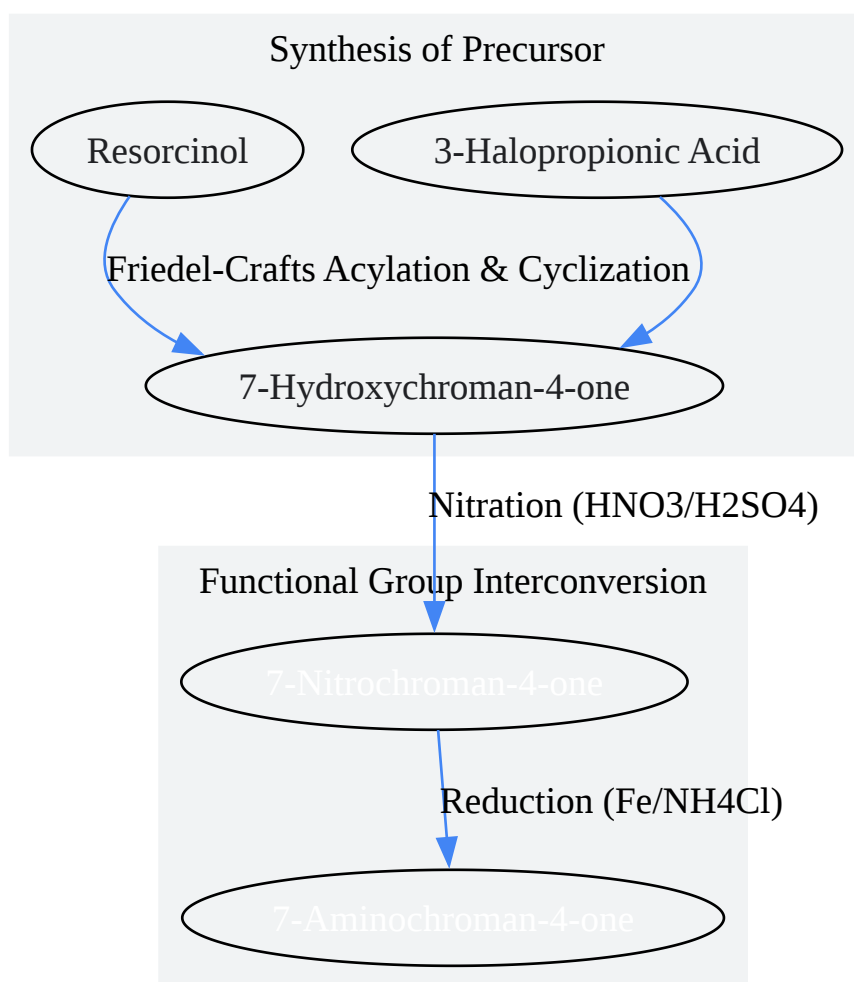 Synthesis of Precursor
Resorcinol
3-Halopropionic Acid
Friedel-Crafts Acylation & Cyclization
7-Hydroxychroman-4-one
Nitration (HNO3/H2SO4)
Functional Group Interconversion
7-Nitrochroman-4-one
Reduction (Fe/NH4Cl)
7-Aminochroman-4-one